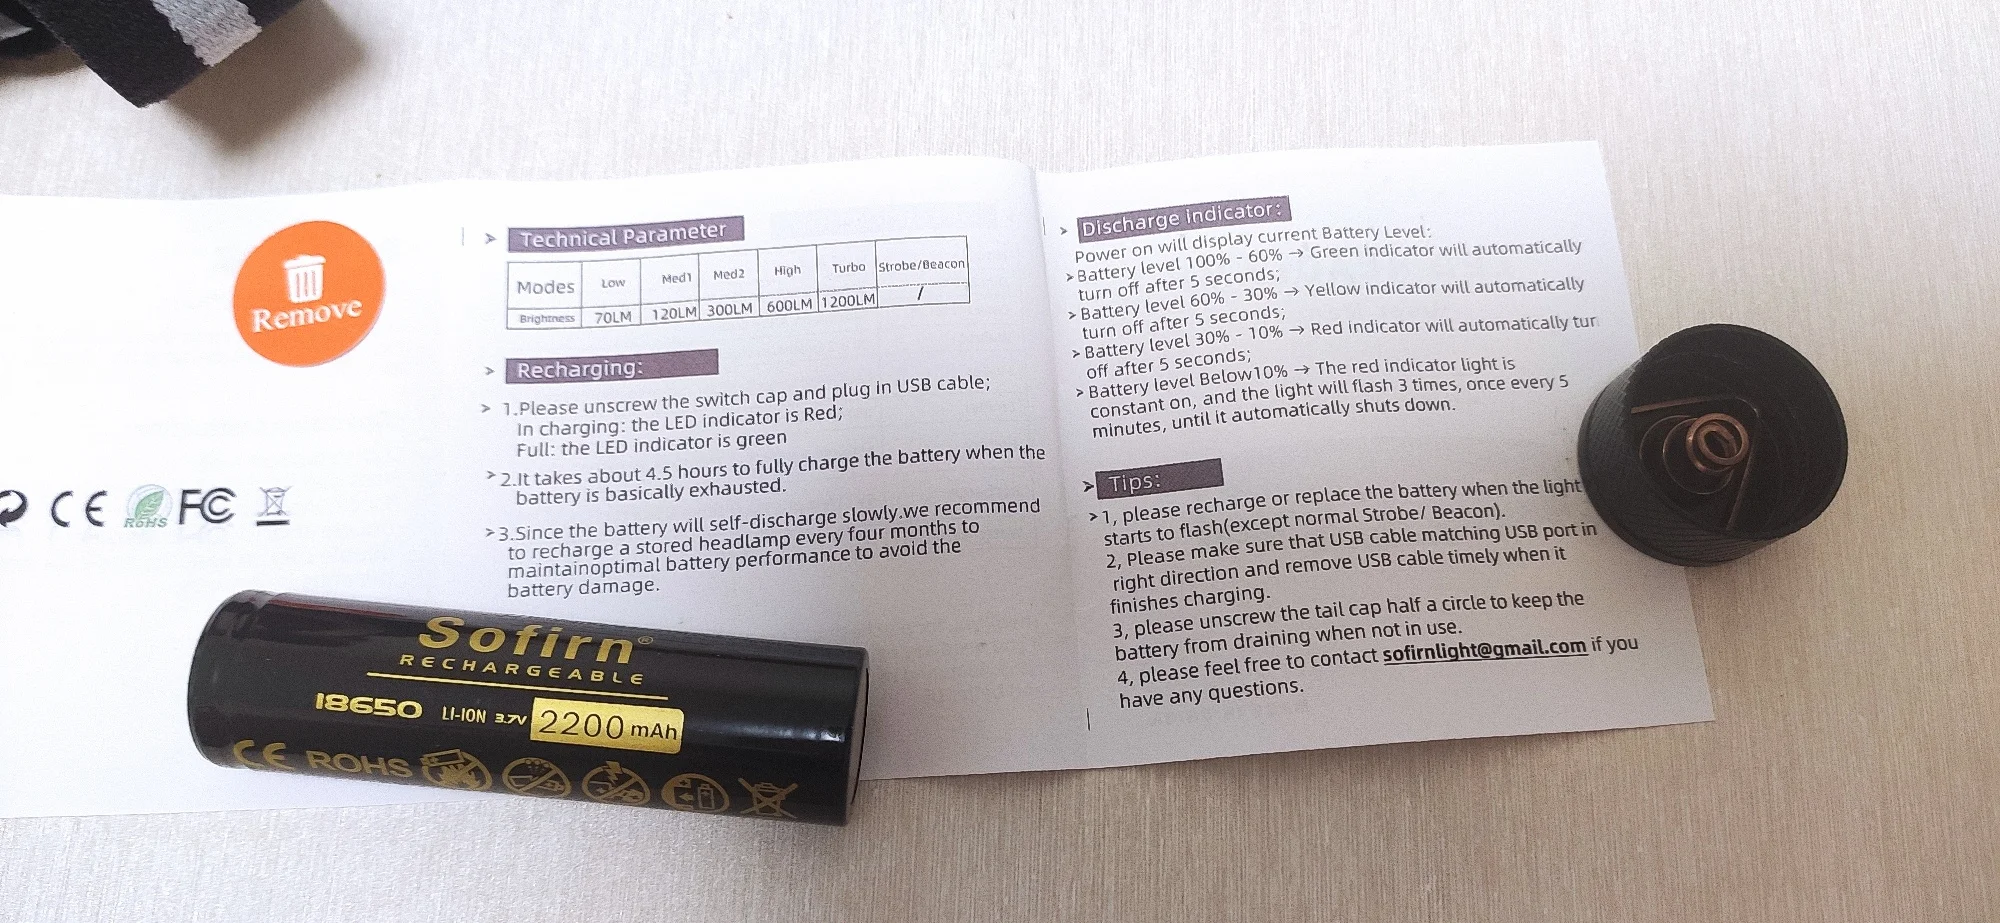 Remove
CE RoHS FC
Technical Parameter
Modes Low Med1 Med2 High Turbo Strobe/Beacon
Brightness 70LM 120LM 300LM 600LM 1200LM /
Recharging:
1.Please unscrew the switch cap and plug in USB cable;
In charging: the LED indicator is Red;
Full: the LED indicator is green
2.It takes about 4.5 hours to fully charge the battery when the
battery is basically exhausted.
3.Since the battery will self-discharge slowly.we recommend
to recharge a stored headlamp every four months to
maintainoptimal battery performance to avoid the
battery damage.
Discharge indicator:
Power on will display current Battery Level:
Battery level 100% - 60% → Green indicator will automatically
turn off after 5 seconds;
Battery level 60% - 30% → Yellow indicator will automatically
turn off after 5 seconds;
Battery level 30% - 10% → Red indicator will automatically tur
off after 5 seconds;
Battery level Below10% → The red indicator light is
constant on, and the light will flash 3 times, once every 5
minutes, until it automatically shuts down.
Tips:
1, please recharge or replace the battery when the light
starts to flash(except normal Strobe/ Beacon).
2, Please make sure that USB cable matching USB port in
right direction and remove USB cable timely when it
finishes charging.
3, please unscrew the tail cap half a circle to keep the
battery from draining when not in use.
4, please feel free to contact sofirnlight@gmail.com if you
have any questions.
Sofirn®
RECHARGEABLE
18650 LI-ION 3.7V 2200 mAh
CE ROHS